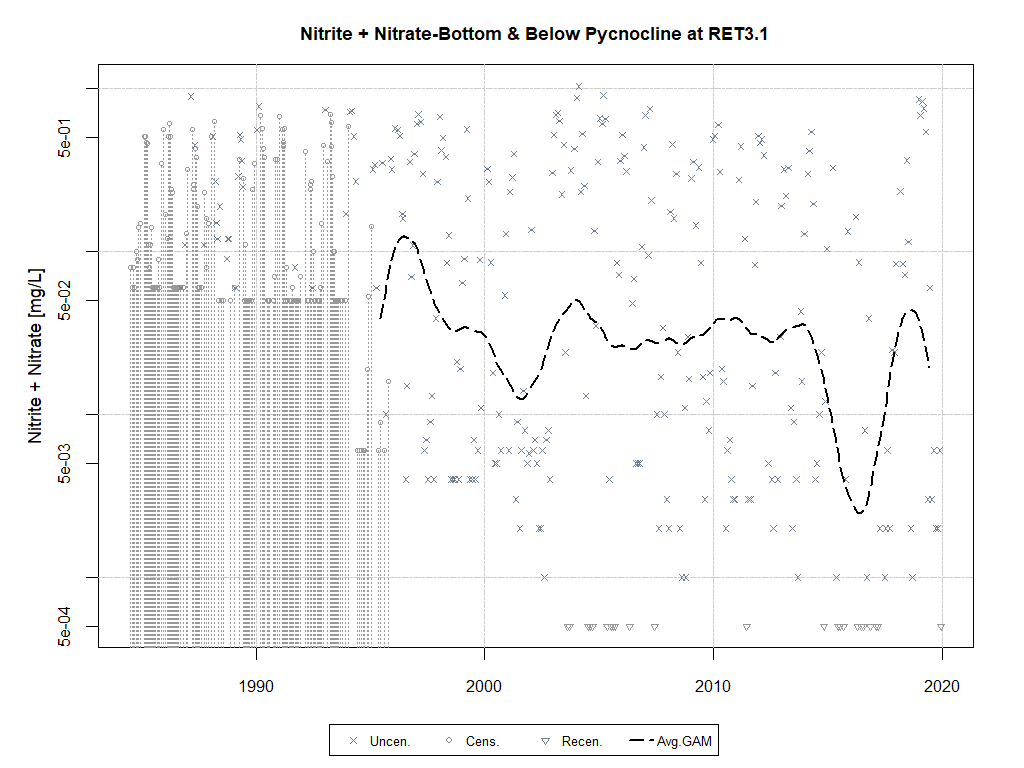 Nitrite + Nitrate-Bottom & Below Pycnocline at RET3.1
Nitrite + Nitrate [mg/L]
5e-01
5e-02
5e-03
5e-04
1990 2000 2010 2020
Uncen. Cens. Recen. Avg.GAM